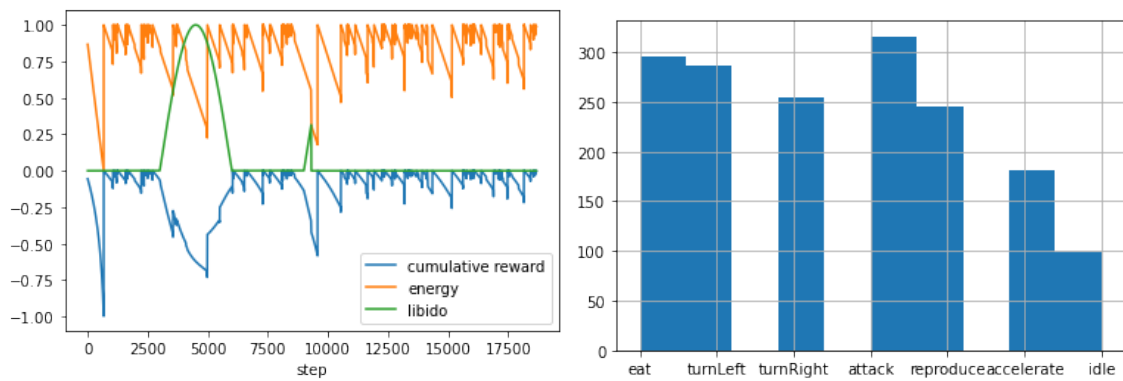 1.00
0.75
0.50
0.25
0.00
−0.25
−0.50
−0.75
−1.00
cumulative reward
energy
libido
0 2500 5000 7500 10000 12500 15000 17500
step
300
250
200
150
100
50
0
eat turnLeft turnRight attack reproduce accelerate idle